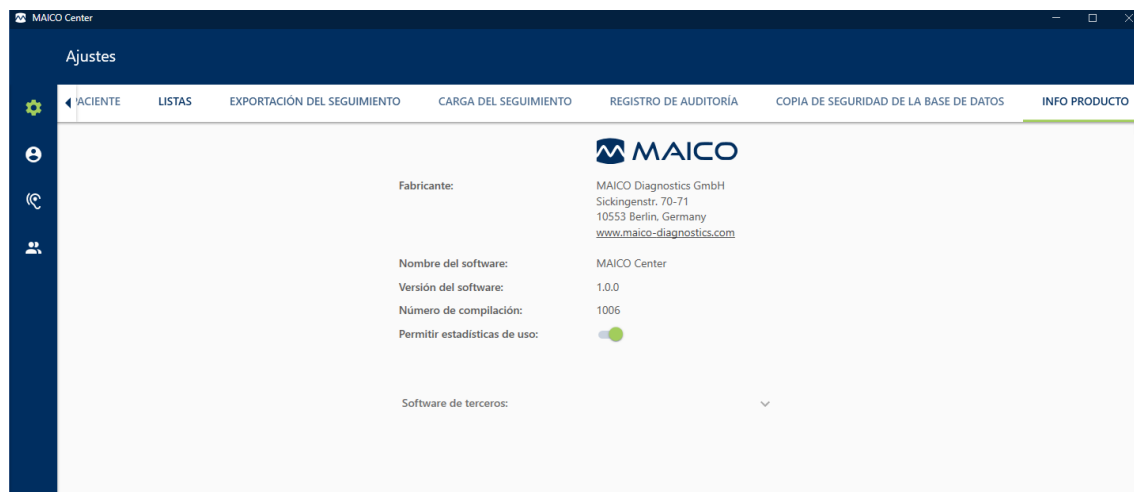 MAICO Center
Ajustes
PACIENTE LISTAS EXPORTACIÓN DEL SEGUIMIENTO CARGA DEL SEGUIMIENTO REGISTRO DE AUDITORÍA COPIA DE SEGURIDAD DE LA BASE DE DATOS INFO PRODUCTO
MAICO
Fabricante: MAICO Diagnostics GmbH
Sickingenstr. 70-71
10553 Berlin, Germany
www.maico-diagnostics.com
Nombre del software: MAICO Center
Versión del software: 1.0.0
Número de compilación: 1006
Permitir estadísticas de uso:
Software de terceros: